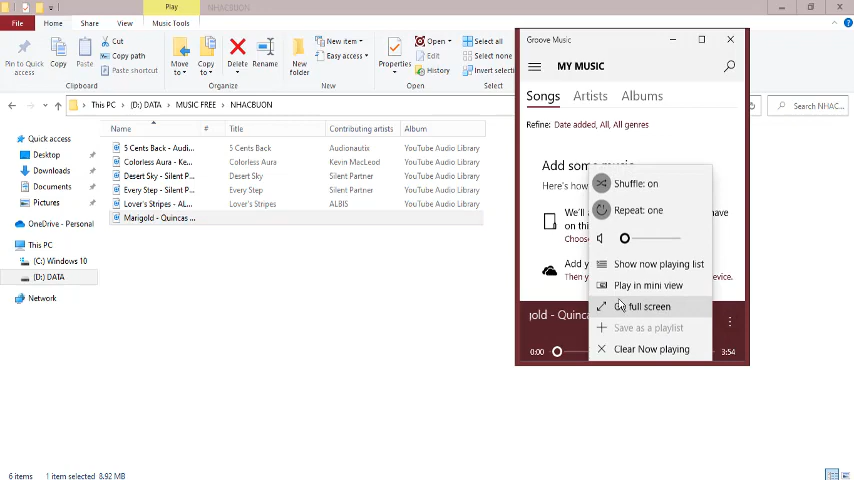 Play
NHACBUON
File
Home
Share
View
Music Tools
Pin to Quick access
Copy
Paste
Cut
Copy path
Paste shortcut
Clipboard
Move to
Copy to
Delete
Rename
Organize
New folder
New item
Easy access
New
Properties
Open
Edit
History
Open
Select all
Select none
Invert selecti
This PC
(D:) DATA
MUSIC FREE
NHACBUON
Search NHAC...
Quick access
Desktop
Downloads
Documents
Pictures
OneDrive - Personal
This PC
(C:) Windows 10
(D:) DATA
Network
Name # Title Contributing artists Album
5 Cents Back - Audi... 5 Cents Back Audionautix YouTube Audio Library
Colorless Aura - Ke... Colorless Aura Kevin MacLeod YouTube Audio Library
Desert Sky - Silent P... Desert Sky Silent Partner YouTube Audio Library
Every Step - Silent P... Every Step Silent Partner YouTube Audio Library
Lover's Stripes - AL... Lover's Stripes ALBIS YouTube Audio Library
Marigold - Quincas ...
Groove Music
MY MUSIC
Songs Artists Albums
Refine: Date added, All, All genres
Add some music
Here's how
We'll
have
on
Choos
Add y
Then y
device.
Shuffle: on
Repeat: one
Show now playing list
Play in mini view
full screen
Save as a playlist
Clear Now playing
gold - Quinca
0:00
3:54
6 items 1 item selected 8.92 MB